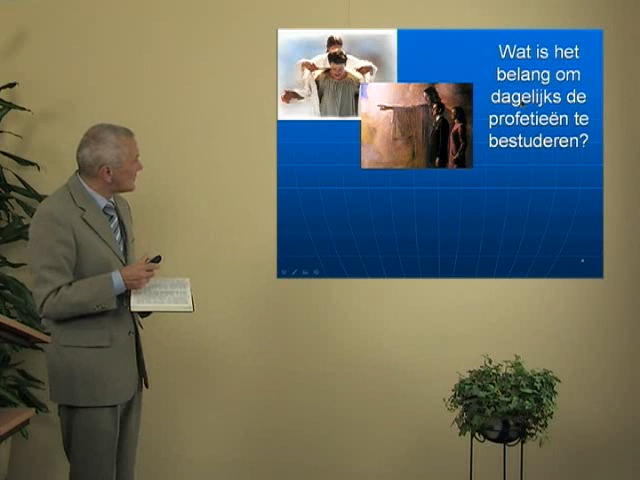 Wat is het
belang om
dagelijks de
profetieën te
bestuderen?